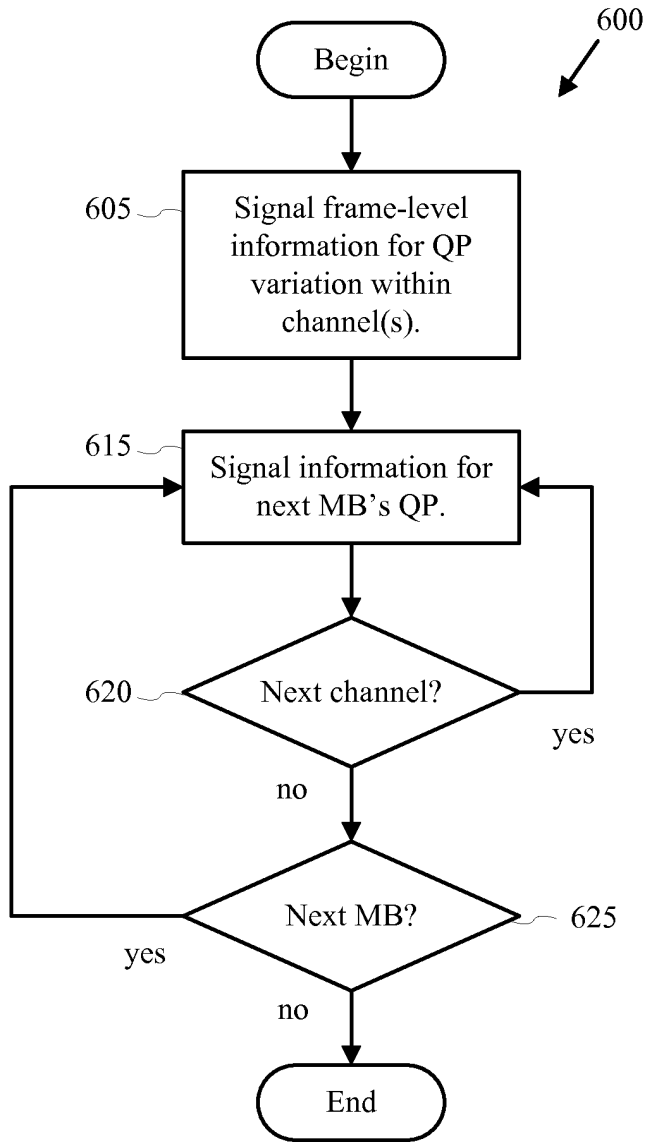 600
Begin
605
Signal frame-level
information for QP
variation within
channel(s).
615
Signal information for
next MB’s QP.
620
Next channel?
yes
no
Next MB?
625
yes
no
End